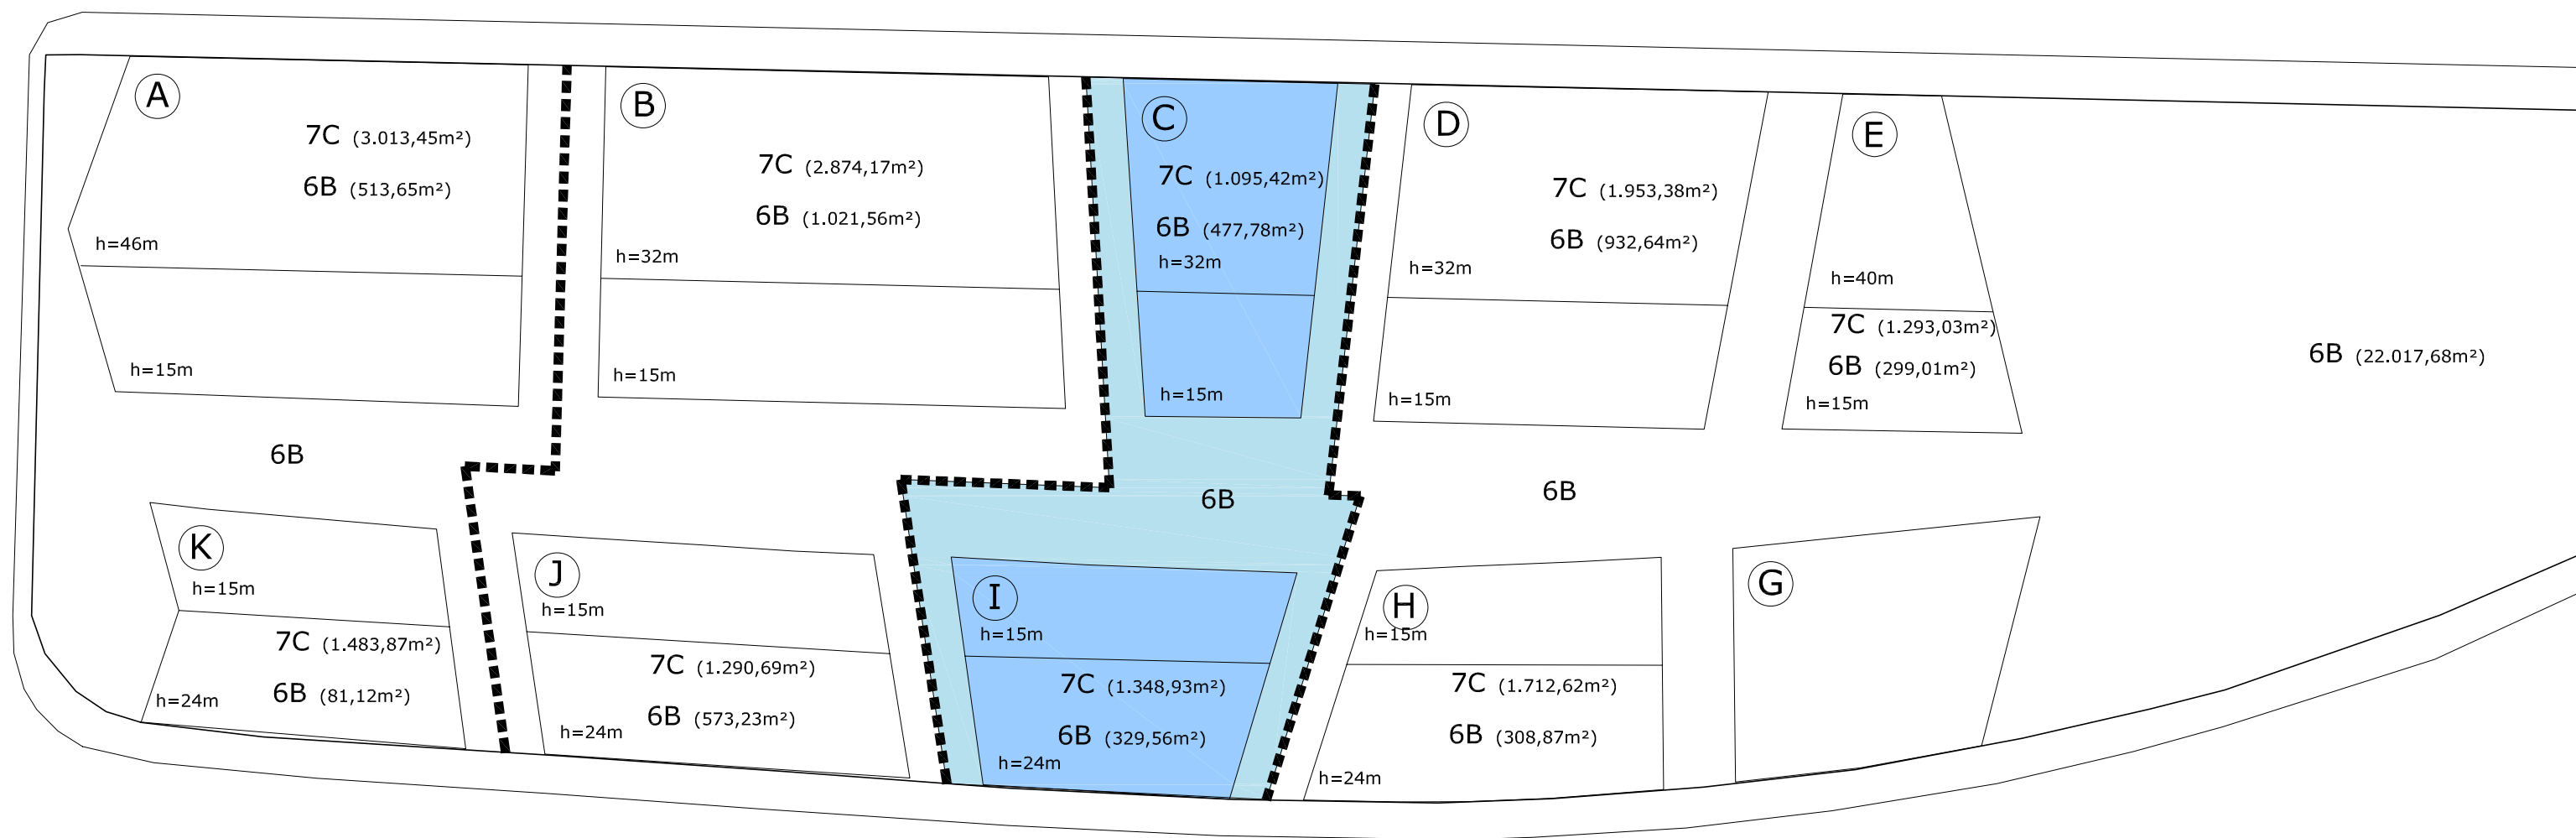 A
7C (3.013,45m²)
6B (513,65m²)
h=46m
h=15m
B
7C (2.874,17m²)
6B (1.021,56m²)
h=32m
h=15m
C
7C (1.095,42m²)
6B (477,78m²)
h=32m
h=15m
D
7C (1.953,38m²)
6B (932,64m²)
h=32m
h=15m
E
h=40m
7C (1.293,03m²)
6B (299,01m²)
h=15m
6B (22.017,68m²)
6B
6B
6B
K
h=15m
7C (1.483,87m²)
6B (81,12m²)
h=24m
J
h=15m
7C (1.290,69m²)
6B (573,23m²)
h=24m
I
h=15m
7C (1.348,93m²)
6B (329,56m²)
h=24m
H
h=15m
7C (1.712,62m²)
6B (308,87m²)
h=24m
G